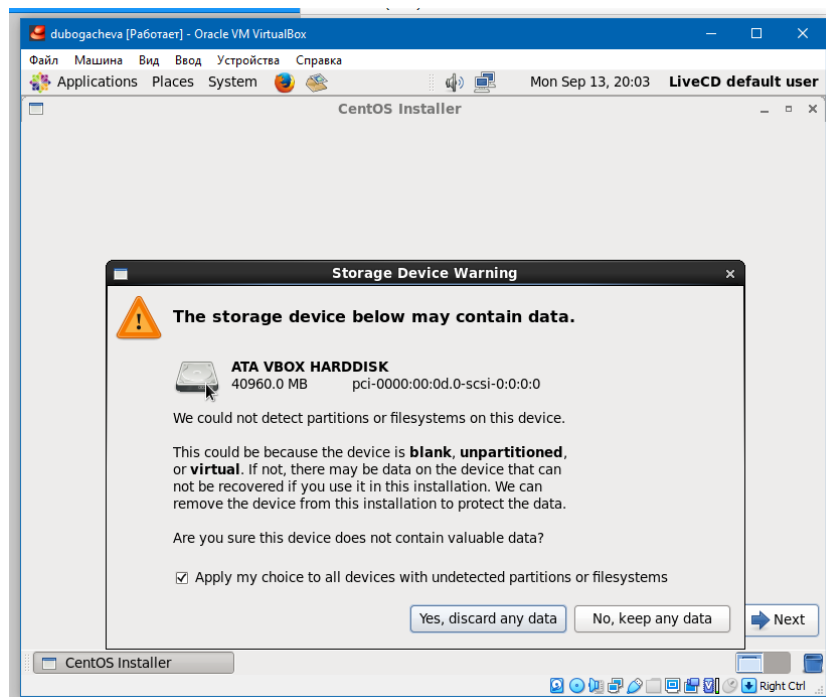 dubogacheva [Работает] - Oracle VM VirtualBox
Файл Машина Вид Ввод Устройства Справка
Applications Places System Mon Sep 13, 20:03 LiveCD default user
CentOS Installer
Storage Device Warning
The storage device below may contain data.
ATA VBOX HARDDISK
40960.0 MB pci-0000:00:0d.0-scsi-0:0:0:0
We could not detect partitions or filesystems on this device.
This could be because the device is blank, unpartitioned,
or virtual. If not, there may be data on the device that can
not be recovered if you use it in this installation. We can
remove the device from this installation to protect the data.
Are you sure this device does not contain valuable data?
Apply my choice to all devices with undetected partitions or filesystems
Yes, discard any data No, keep any data Next
CentOS Installer
Right Ctrl